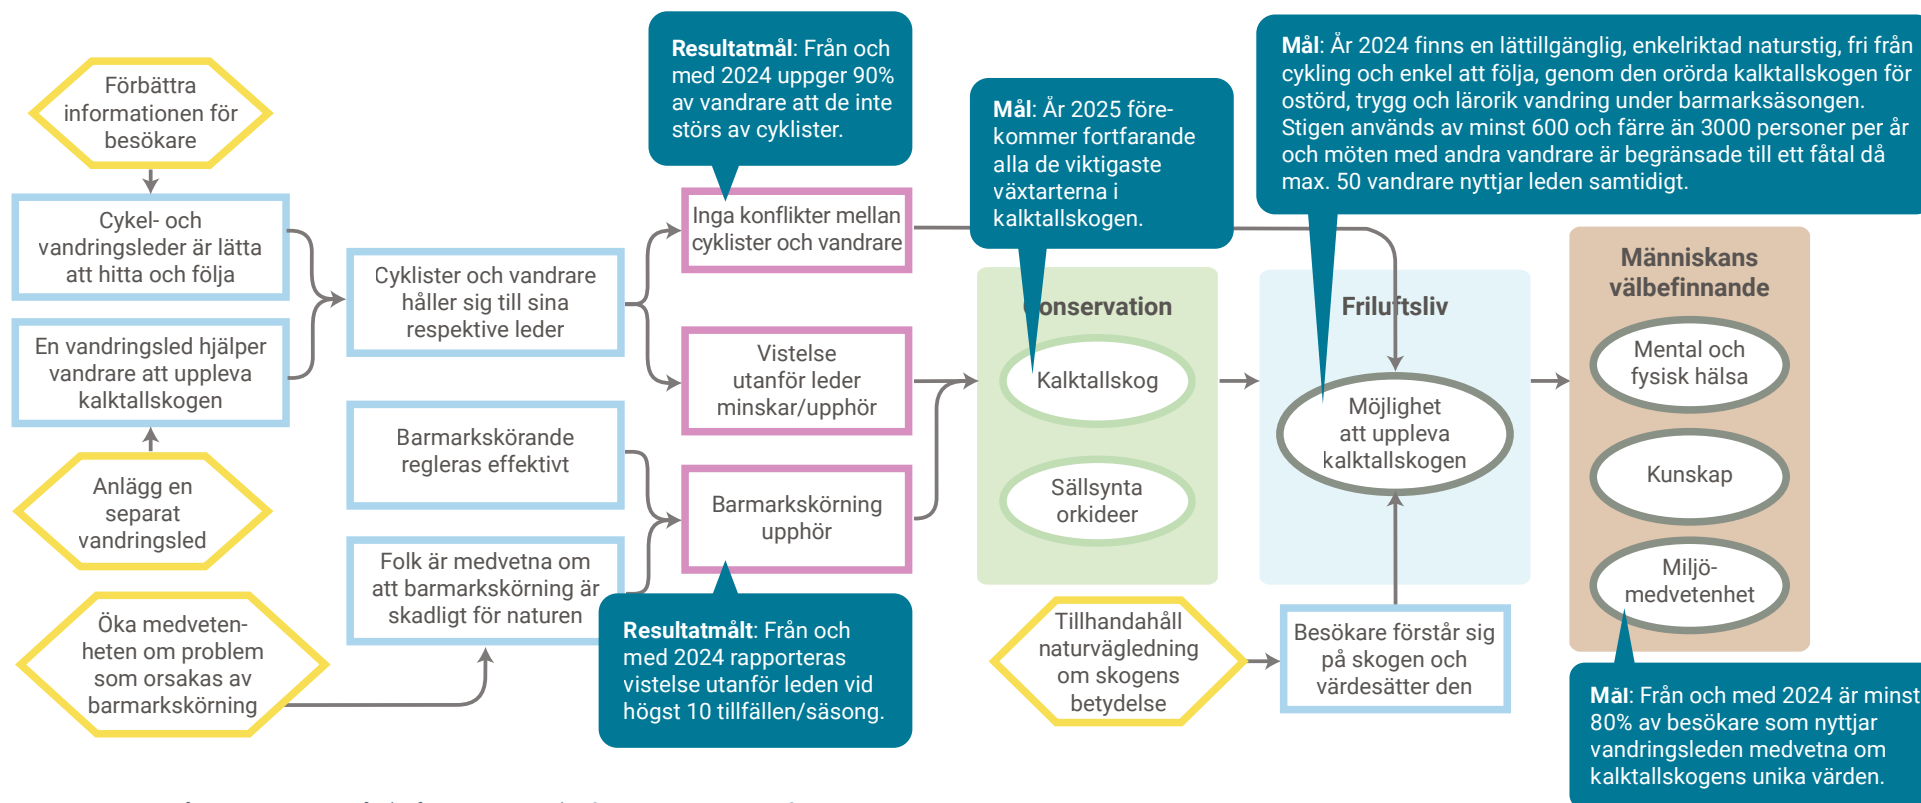 Förbättra
informationen för
besökare
Cykel- och
vandringsleder är lätta
att hitta och följa
En vandringsled hjälper
vandrare att uppleva
kalktallskogen
Anlägg en
separat
vandringsled
Öka medveten-
heten om problem
som orsakas av
barmarkskörning
Cyklister och vandrare
håller sig till sina
respektive leder
Barmarkskörande
regleras effektivt
Folk är medvetna om
att barmarkskörning är
skadligt för naturen
Resultatmål: Från och
med 2024 uppger 90%
av vandrare att de inte
störs av cyklister.
Inga konflikter mellan
cyklister och vandrare
Vistelse
utanför leder
minskar/upphör
Barmarkskörning
upphör
Resultatmålt: Från och
med 2024 rapporteras
vistelse utanför leden vid
högst 10 tillfällen/säsong.
Mål: År 2025 före-
kommer fortfarande
alla de viktigaste
växtarterna i
kalktallskogen.
onservation
Kalktallskog
Sällsynta
orkideer
Tillhandahåll
naturvägledning
om skogens
betydelse
Mål: År 2024 finns en lättillgänglig, enkelriktad naturstig, fri från
cykling och enkel att följa, genom den orörda kalktallskogen för
ostörd, trygg och lärorik vandring under barmarksäsongen.
Stigen används av minst 600 och färre än 3000 personer per år
och möten med andra vandrare är begränsade till ett fåtal då
max. 50 vandrare nyttjar leden samtidigt.
Friluftsliv
Möjlighet
att uppleva
kalktallskogen
Besökare förstår sig
på skogen och
värdesätter den
Människans
välbefinnande
Mental och
fysisk hälsa
Kunskap
Miljö-
medvetenhet
Mål: Från och med 2024 är minst
80% av besökare som nyttjar
vandringsleden medvetna om
kalktallskogens unika värden.